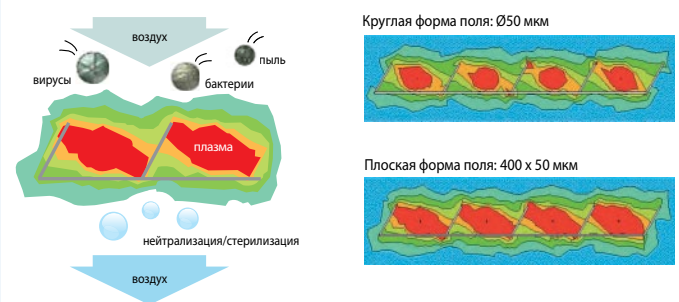 воздух
пыль
вирусы
бактерии
плазма
нейтрализация/стерилизация
воздух
Круглая форма поля: Ø50 мкм
Плоская форма поля: 400 x 50 мкм